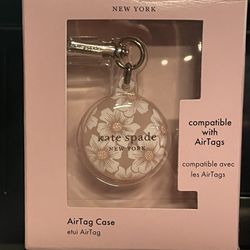 NEW YORK
kate spade
NEW YORK
compatible
with
AirTags
compatible avec
les AirTags
AirTag Case
etui AirTag